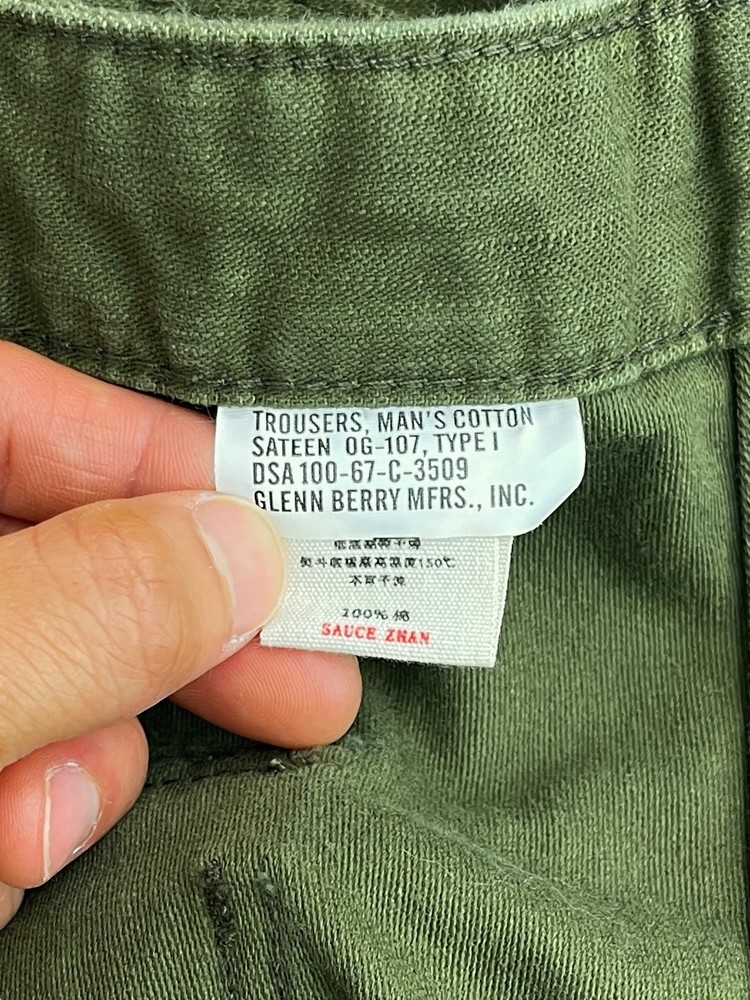 TROUSERS, MAN'S COTTON
SATEEN OG-107, TYPE I
DSA 100-67-C-3509
GLENN BERRY MFRS., INC.
150℃
100% 棉
SAUCE ZHAN